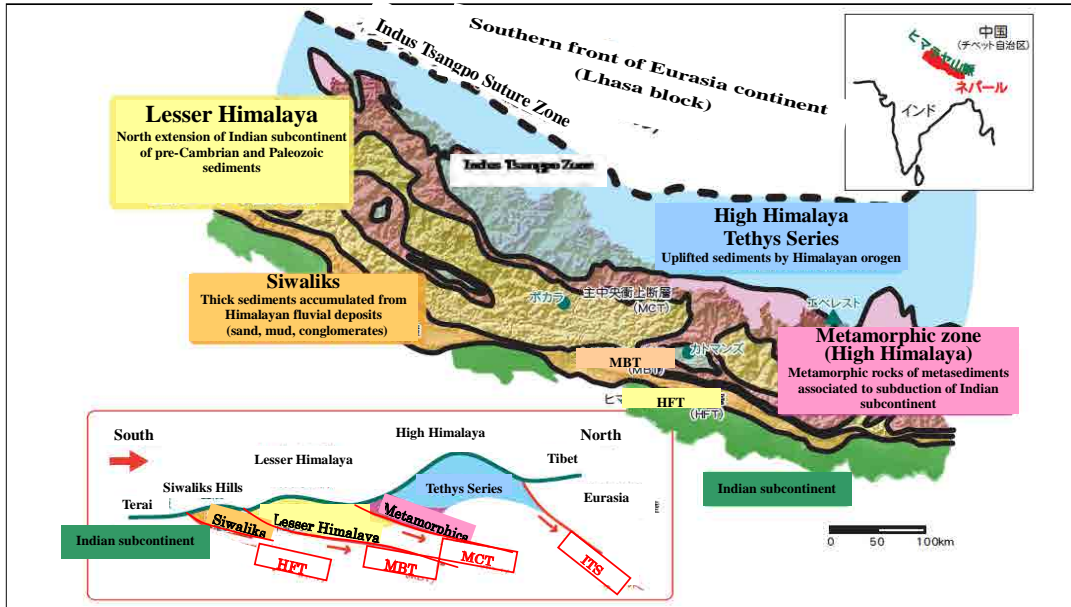 Indus Tsangpo Suture Zone
Southern front of Eurasia continent
(Lhasa block)
中国
(チベット自治区)
ヒマラヤ山脈
ネパール
インド
Lesser Himalaya
North extension of Indian subcontinent
of pre-Cambrian and Paleozoic
sediments
Indus Tsangpo Zone
High Himalaya
Tethys Series
Uplifted sediments by Himalayan orogen
Siwaliks
Thick sediments accumulated from
Himalayan fluvial deposits
(sand, mud, conglomerates)
ポカラ
主中央衝上断層
(MCT)
エベレスト
カトマンズ
MBT
Metamorphic zone
(High Himalaya)
Metamorphic rocks of metasediments
associated to subduction of Indian
subcontinent
HFT
(HFT)
South
High Himalaya
North
Lesser Himalaya
Tibet
Siwaliks Hills
Tethys Series
Eurasia
Terai
Indian subcontinent
Siwaliks
Lesser Himalaya
Metamorphics
Indian subcontinent
HFT
MBT
MCT
ITS
0 50 100km